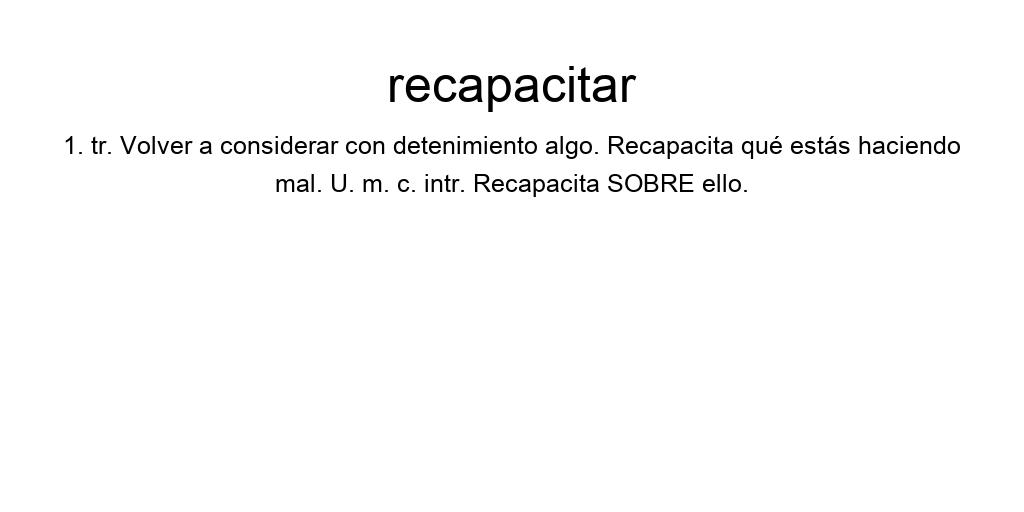 recapacitar
1. tr. Volver a considerar con detenimiento algo. Recapacita qué estás haciendo
mal. U. m. c. intr. Recapacita SOBRE ello.